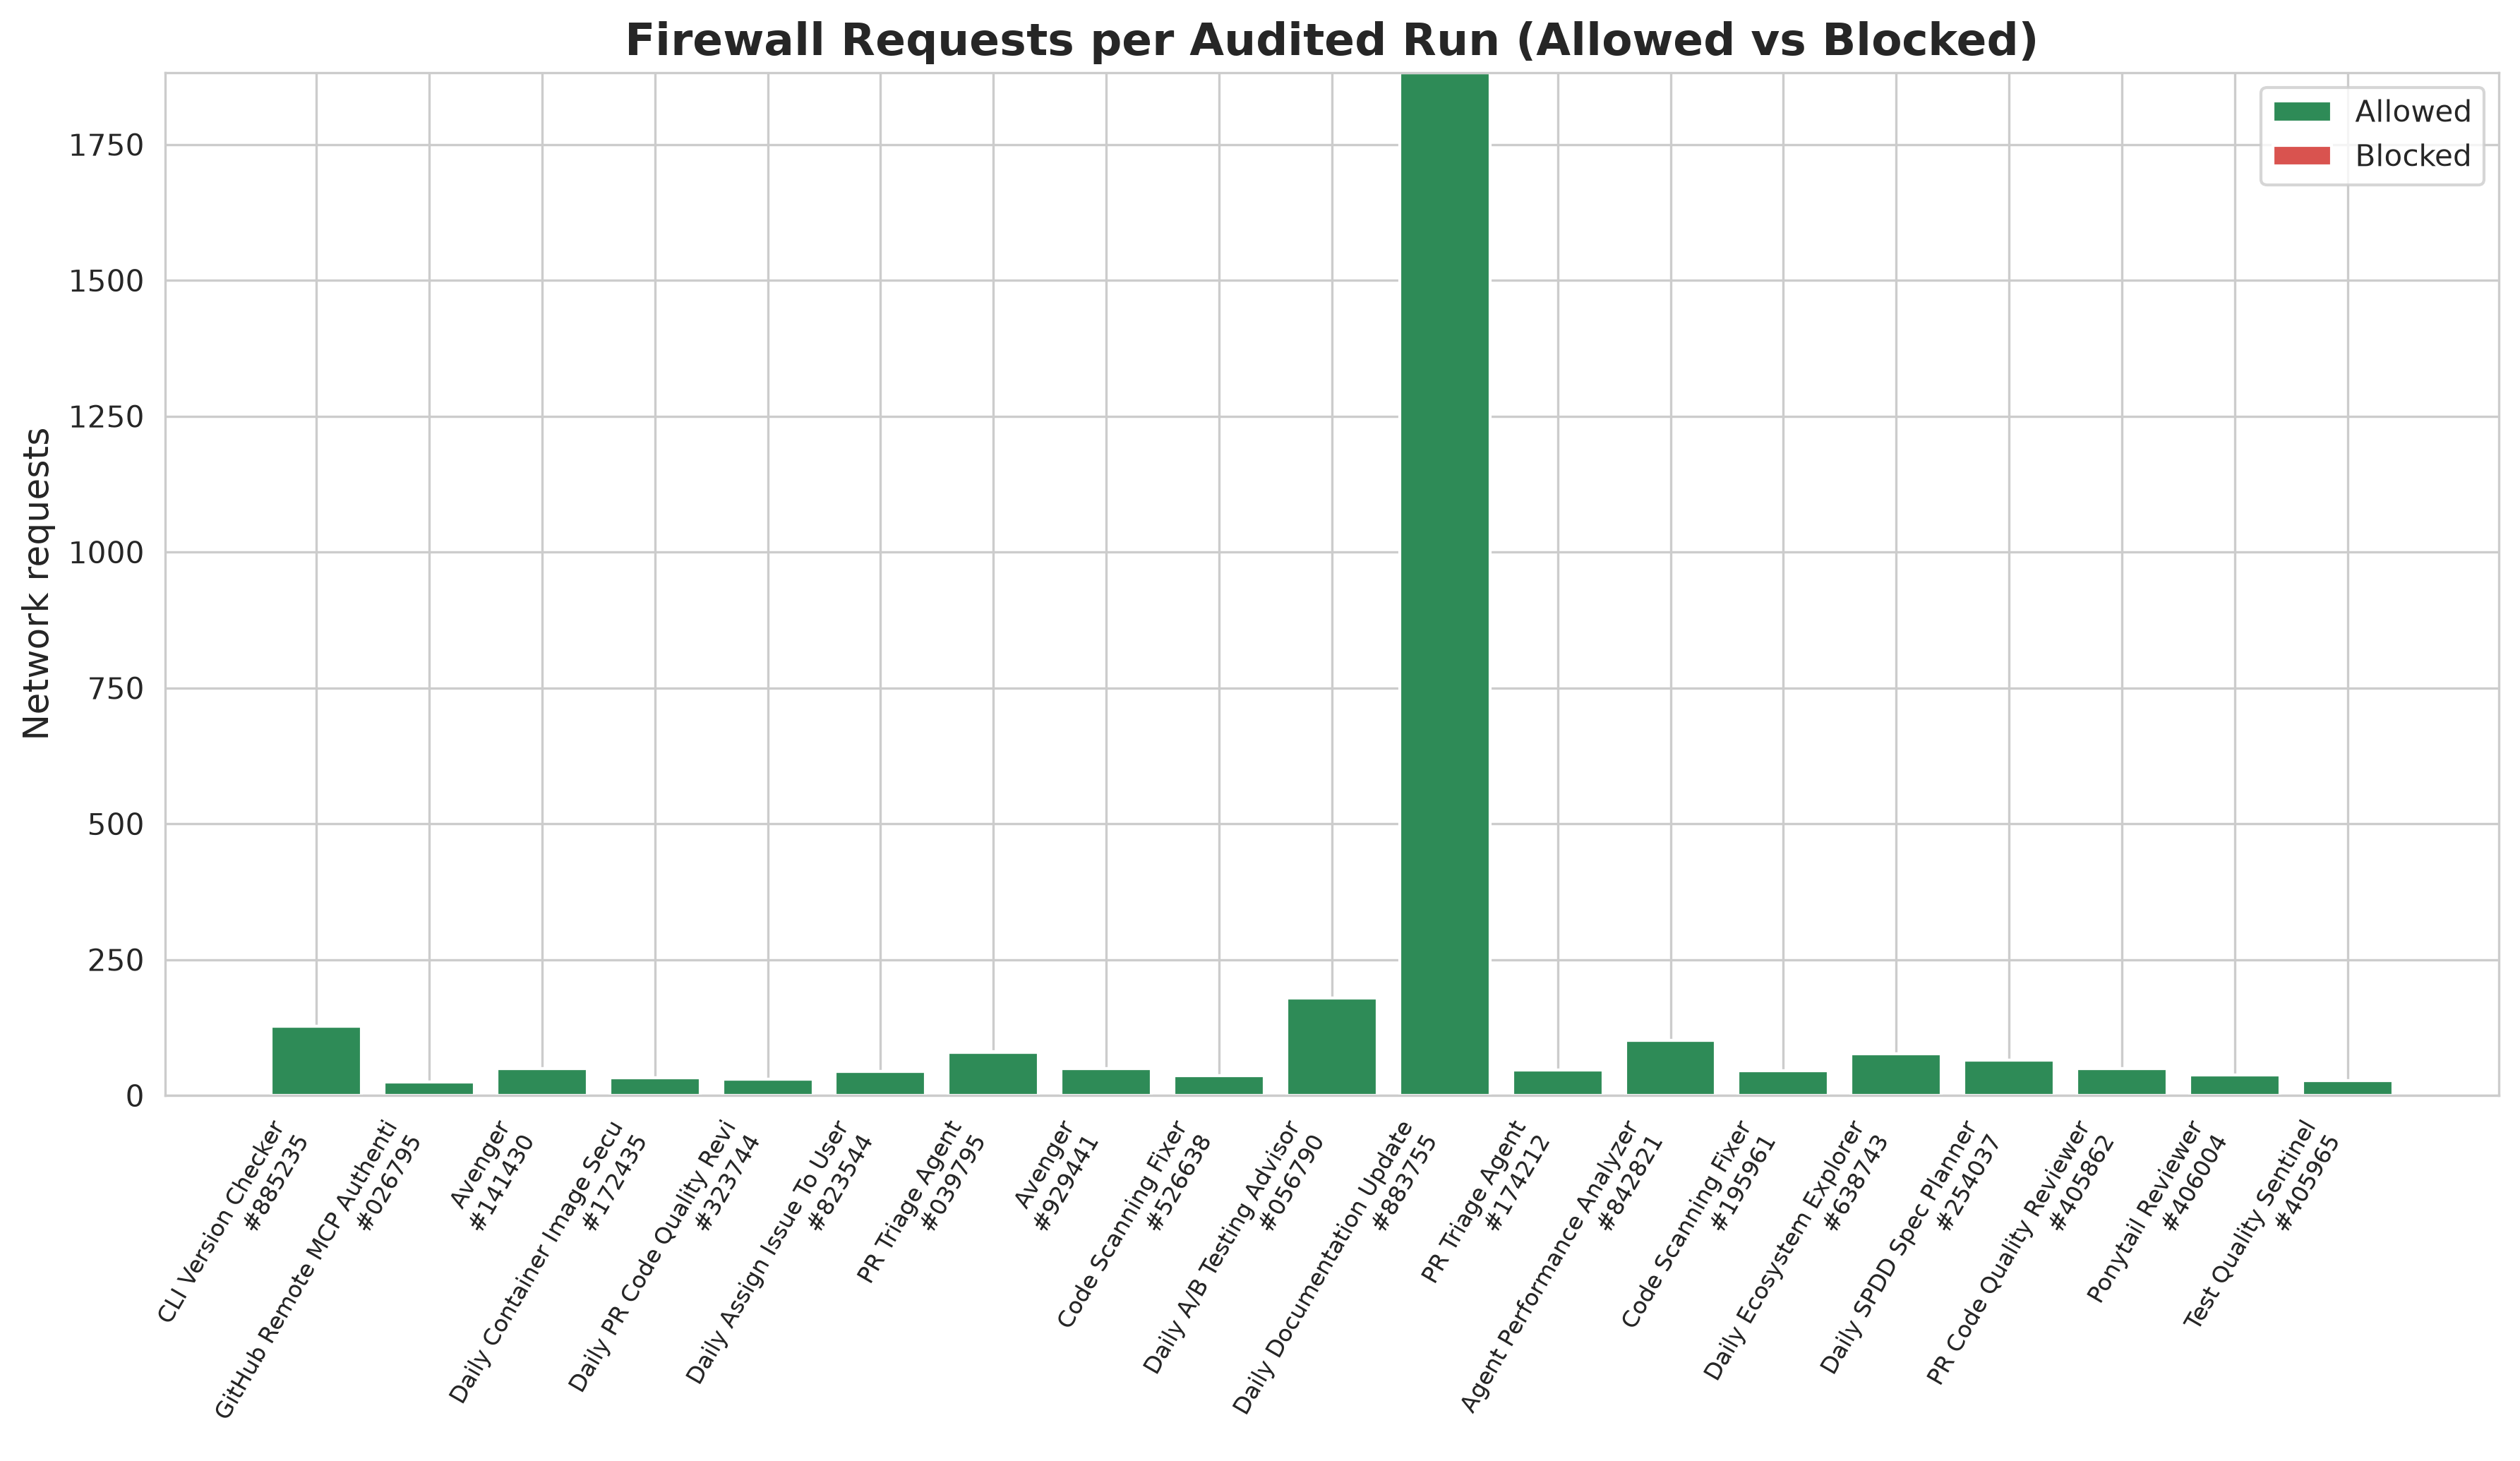 Firewall Requests per Audited Run (Allowed vs Blocked)
Allowed
Blocked
Network requests
1750
1500
1250
1000
750
500
250
0
CLI Version Checker
#885235
GitHub Remote MCP Authenti
#026795
Avenger
#141430
Daily Container Image Secu
#172435
Daily PR Code Quality Revi
#323744
Daily Assign Issue To User
#823544
PR Triage Agent
#039795
Avenger
#929441
Code Scanning Fixer
#526638
Daily A/B Testing Advisor
#056790
Daily Documentation Update
#883755
PR Triage Agent
#174212
Agent Performance Analyzer
#842821
Code Scanning Fixer
#195961
Daily Ecosystem Explorer
#638743
Daily SPDD Spec Planner
#254037
PR Code Quality Reviewer
#405862
Ponytail Reviewer
#406004
Test Quality Sentinel
#405965